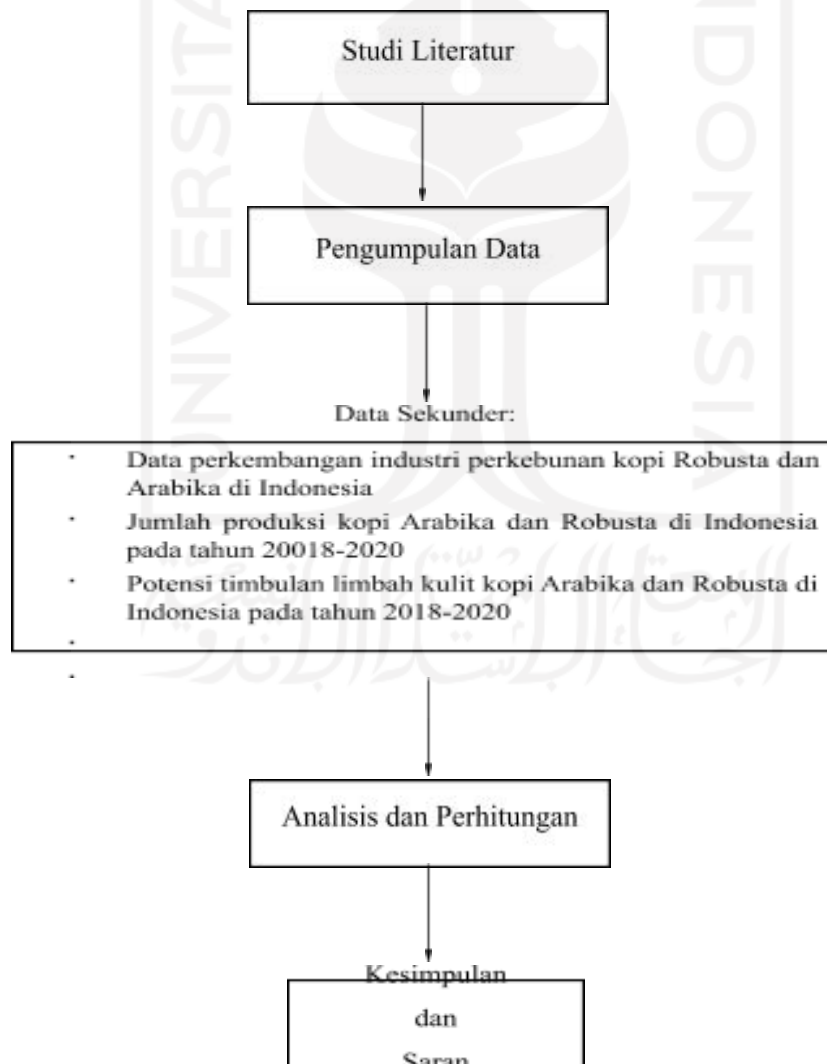 Studi Literatur
Pengumpulan Data
Data Sekunder:
· Data perkembangan industri perkebunan kopi Robusta dan
Arabika di Indonesia
· Jumlah produksi kopi Arabika dan Robusta di Indonesia
pada tahun 20018-2020
· Potensi timbulan limbah kulit kopi Arabika dan Robusta di
Indonesia pada tahun 2018-2020
·
·
Analisis dan Perhitungan
Kesimpulan
dan
Saran
INDONESIA